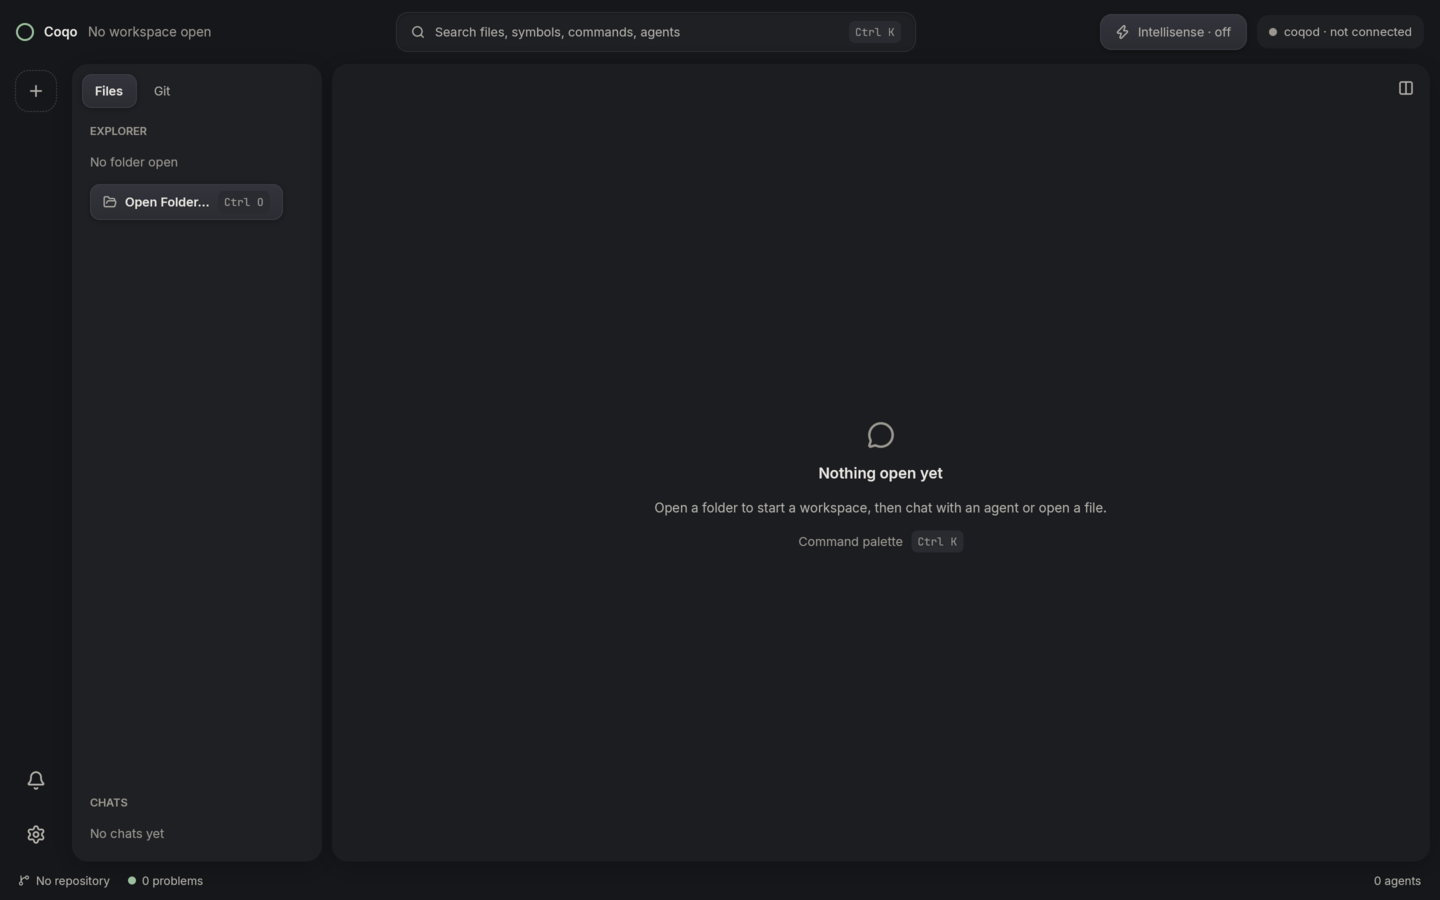 Coqo No workspace open
Search files, symbols, commands, agents Ctrl K
Intellisense · off
coqod · not connected
Files Git
EXPLORER
No folder open
Open Folder... Ctrl O
Nothing open yet
Open a folder to start a workspace, then chat with an agent or open a file.
Command palette Ctrl K
CHATS
No chats yet
No repository 0 problems
0 agents